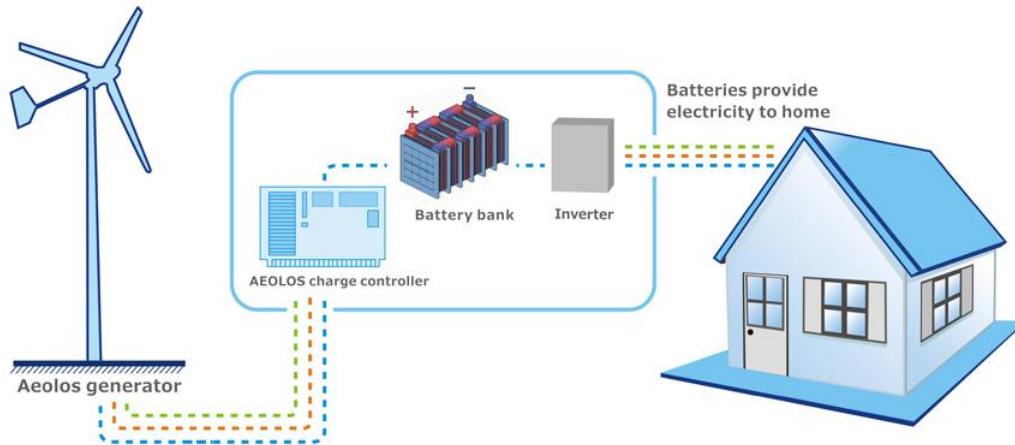 Batteries provide
electricity to home
+
−
Battery bank
Inverter
AEOLOS charge controller
Aeolos generator